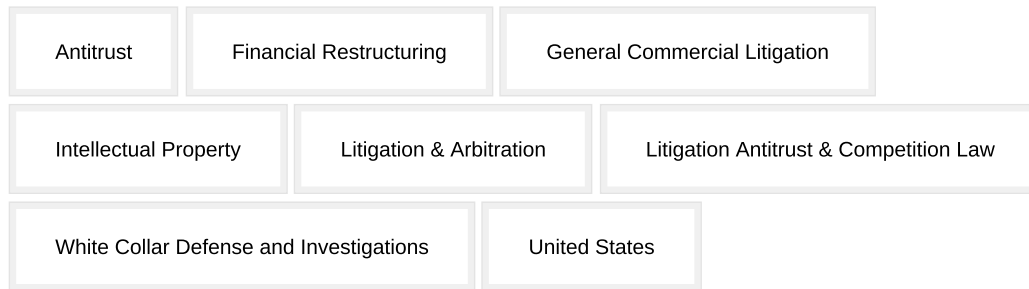 Antitrust Financial Restructuring General Commercial Litigation
Intellectual Property Litigation & Arbitration Litigation Antitrust & Competition Law
White Collar Defense and Investigations United States